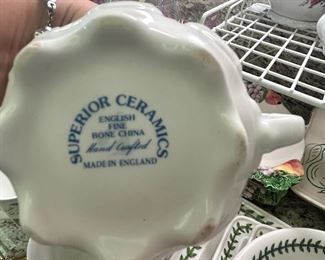 SUPERIOR CERAMICS
ENGLISH
FINE
BONE CHINA
Hand Crafted
MADE IN ENGLAND